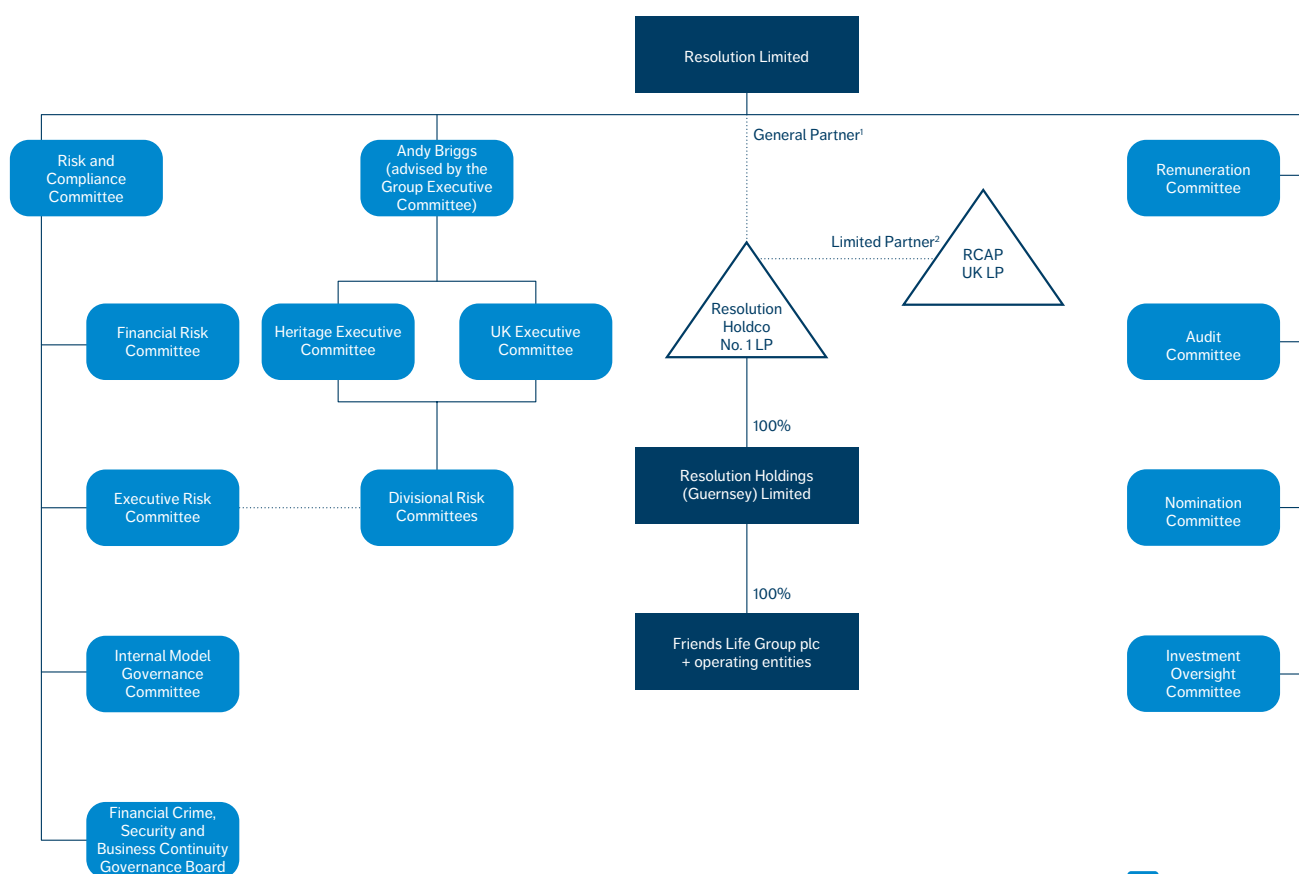 Resolution Limited
General Partner¹
Risk and
Compliance
Committee
Andy Briggs
(advised by the
Group Executive
Committee)
Remuneration
Committee
Limited Partner²
RCAP
UK LP
Financial Risk
Committee
Heritage Executive
Committee
UK Executive
Committee
Resolution
Holdco
No. 1 LP
Audit
Committee
100%
Executive Risk
Committee
Divisional Risk
Committees
Resolution Holdings
(Guernsey) Limited
Nomination
Committee
100%
Internal Model
Governance
Committee
Friends Life Group plc
+ operating entities
Investment
Oversight
Committee
Financial Crime,
Security and
Business Continuity
Governance Board